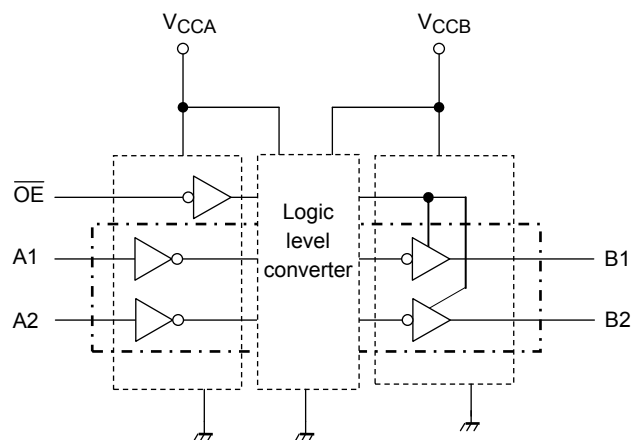 VCCA
VCCB
OE
A1
A2
Logic
level
converter
B1
B2